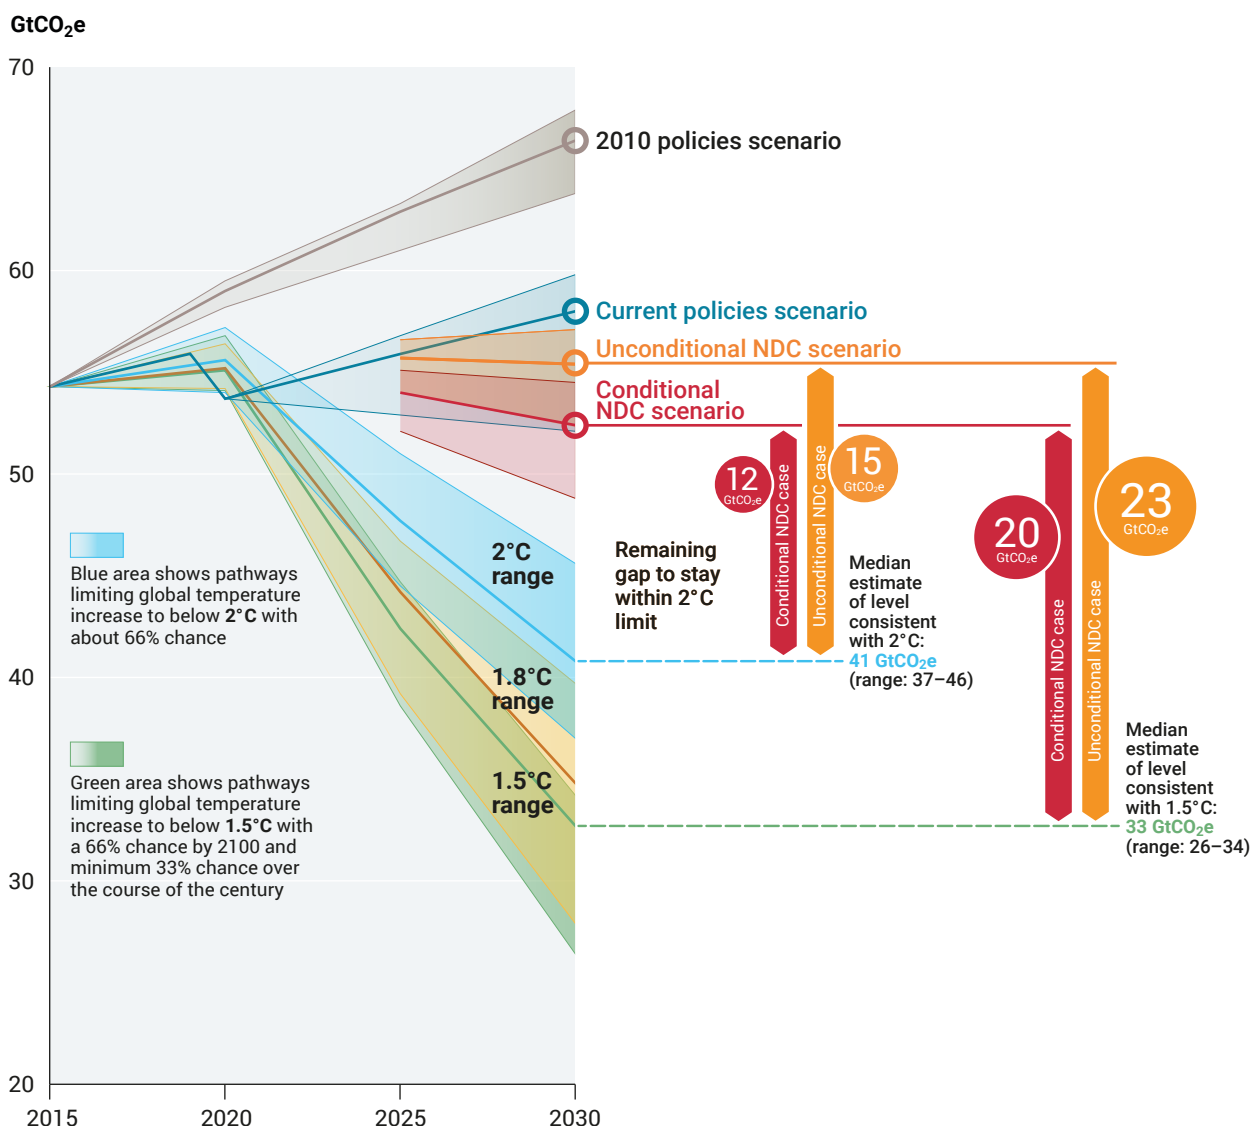 GtCO₂e
70
60
50
40
30
20
2015
2020
2025
2030
2010 policies scenario
Current policies scenario
Unconditional NDC scenario
Conditional
NDC scenario
2°C
range
1.8°C
range
1.5°C
range
Blue area shows pathways
limiting global temperature
increase to below 2°C with
about 66% chance
Green area shows pathways
limiting global temperature
increase to below 1.5°C with
a 66% chance by 2100 and
minimum 33% chance over
the course of the century
Remaining
gap to stay
within 2°C
limit
12
GtCO₂e
Conditional NDC case
Unconditional NDC case
15
GtCO₂e
Median
estimate
of level
consistent
with 2°C:
41 GtCO₂e
(range: 37–46)
20
GtCO₂e
Conditional NDC case
Unconditional NDC case
23
GtCO₂e
Median
estimate
of level
consistent
with 1.5°C:
33 GtCO₂e
(range: 26–34)